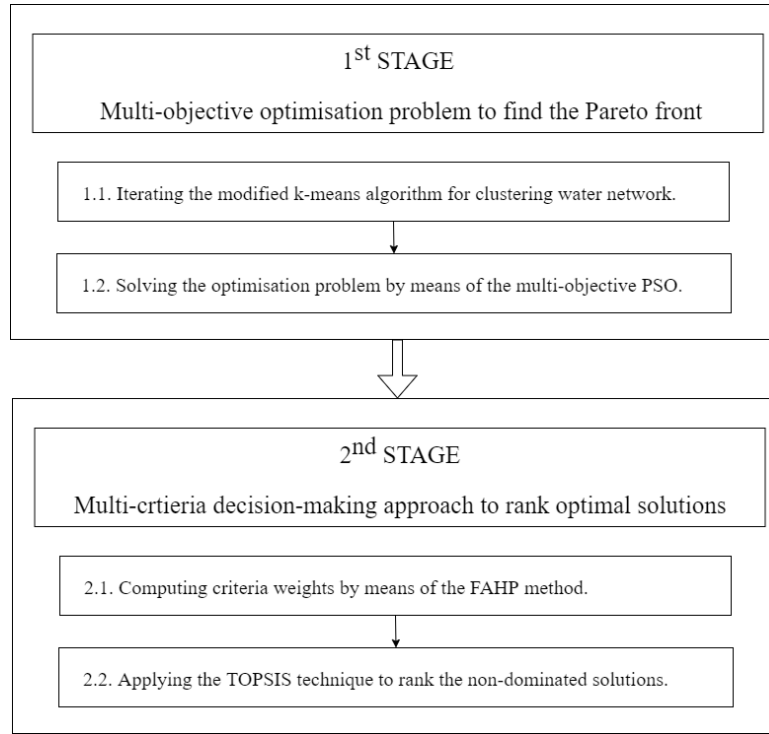 1st STAGE
Multi-objective optimisation problem to find the Pareto front
1.1. Iterating the modified k-means algorithm for clustering water network.
1.2. Solving the optimisation problem by means of the multi-objective PSO.
2nd STAGE
Multi-crtieria decision-making approach to rank optimal solutions
2.1. Computing criteria weights by means of the FAHP method.
2.2. Applying the TOPSIS technique to rank the non-dominated solutions.